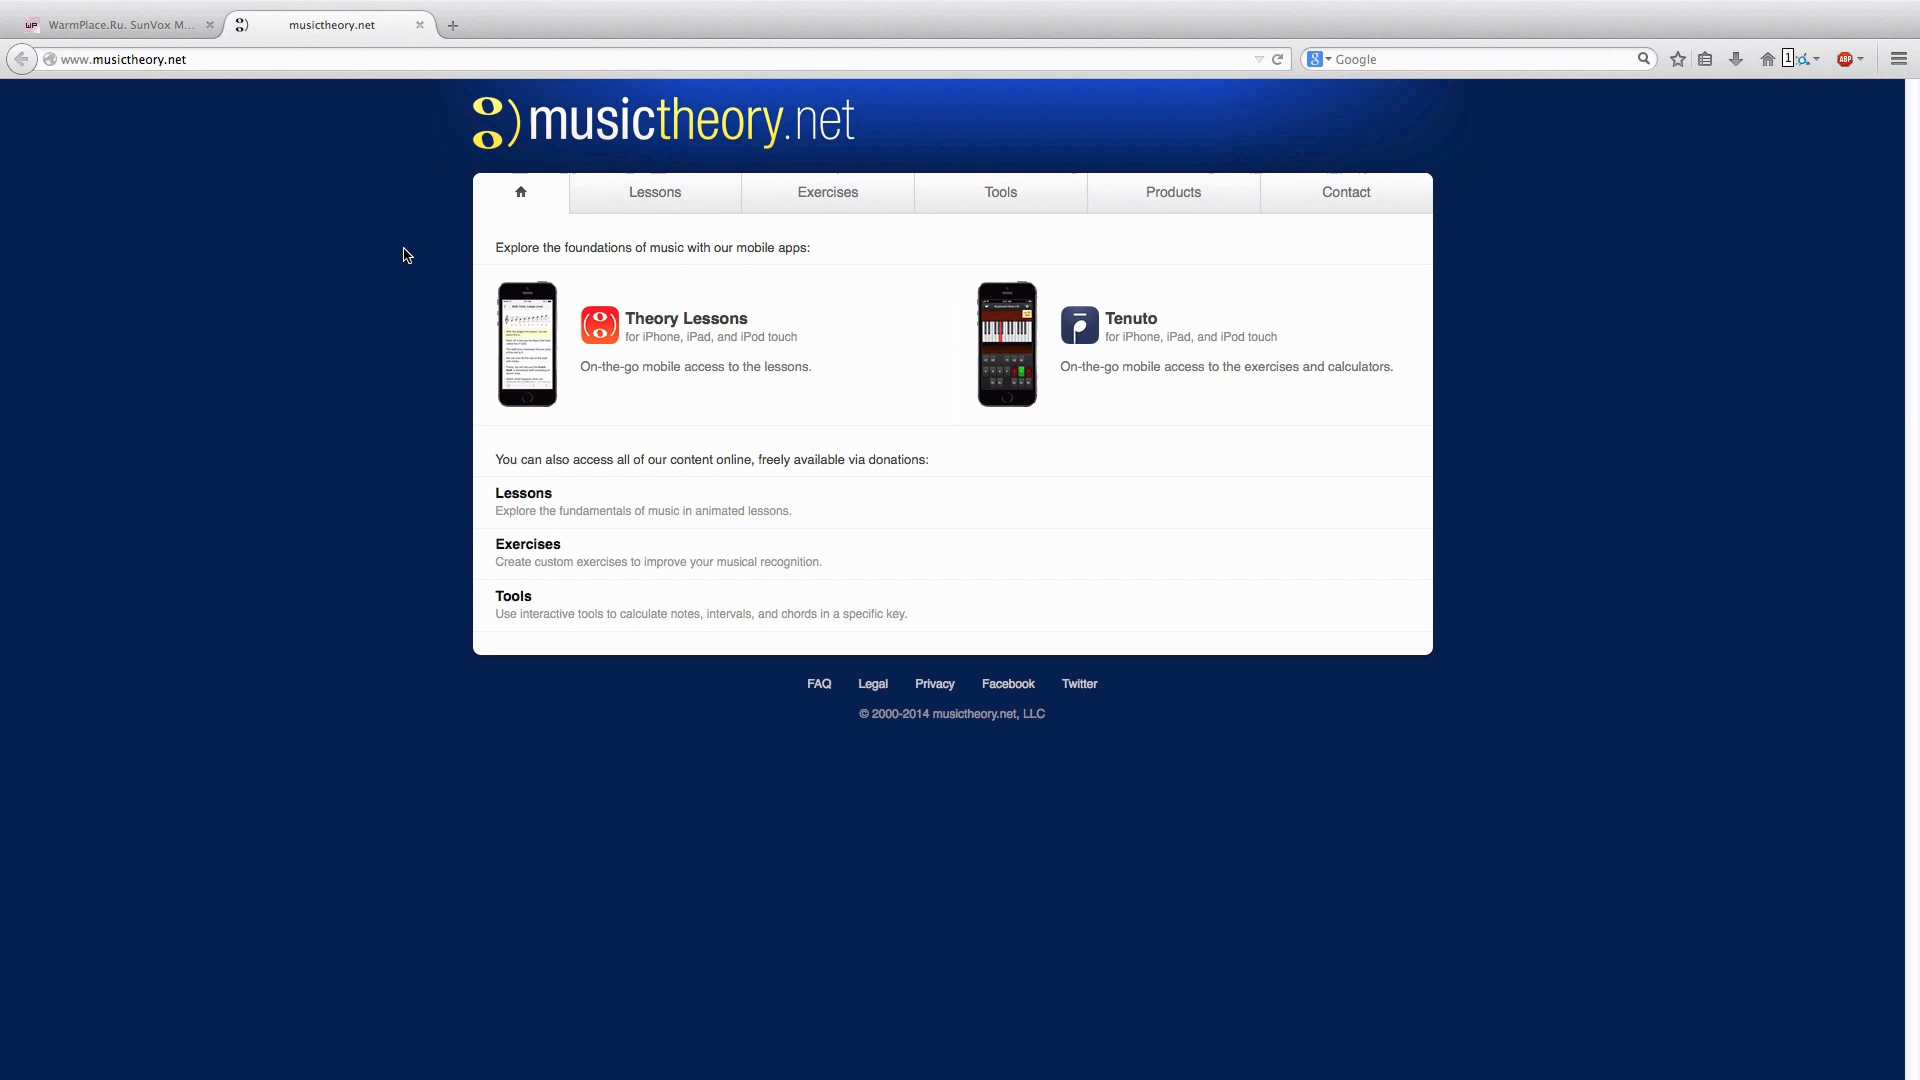 WarmPlace.Ru. SunVox M...
musictheory.net
www.musictheory.net
Google
1
ABP
musictheory.net
Lessons
Exercises
Tools
Products
Contact
Explore the foundations of music with our mobile apps:
Theory Lessons
for iPhone, iPad, and iPod touch
On-the-go mobile access to the lessons.
Tenuto
for iPhone, iPad, and iPod touch
On-the-go mobile access to the exercises and calculators.
You can also access all of our content online, freely available via donations:
Lessons
Explore the fundamentals of music in animated lessons.
Exercises
Create custom exercises to improve your musical recognition.
Tools
Use interactive tools to calculate notes, intervals, and chords in a specific key.
FAQ
Legal
Privacy
Facebook
Twitter
© 2000-2014 musictheory.net, LLC